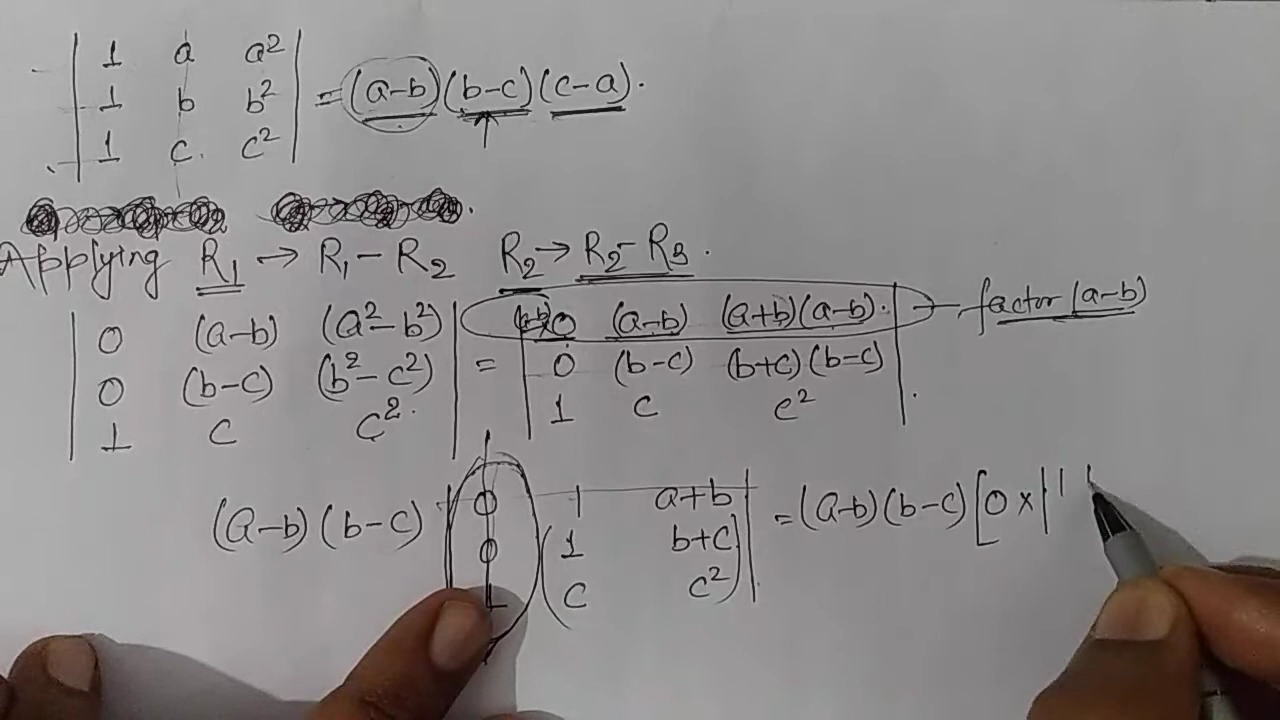 | 1 a a² |
| 1 b b² | = (a-b)(b-c)(c-a).
| 1 c. c² |
Applying R₁ → R₁ - R₂ R₂ → R₂ - R₃.
| 0 (a-b) (a²-b²) | = | 0 (a-b) (a+b)(a-b). | factor (a-b)
| 0 (b-c) (b²-c²) | | 0 (b-c) (b+c)(b-c) |
| 1 c c². | | 1 c c² | .
(a-b)(b-c) | 0 1 a+b | = (a-b)(b-c) [0 × | 1
| 0 1 b+c |
| 1 c c² |